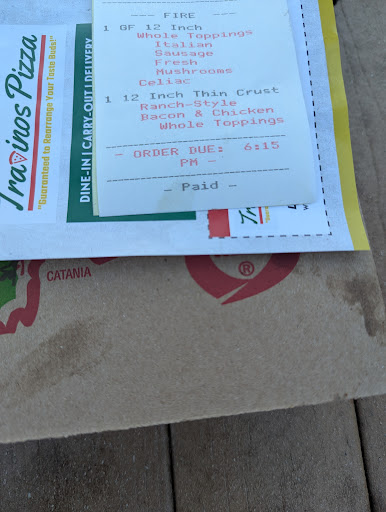 ---- FIRE ----
1 GF 12 Inch
Whole Toppings
Italian
Sausage
Fresh
Mushrooms
Celiac
1 12 Inch Thin Crust
Ranch-Style
Bacon & Chicken
Whole Toppings
- ORDER DUE: 6:15
PM -
- Paid -
Travinos Pizza
"Guaranteed to Rearrange Your Taste Buds!"
DINE-IN | CARRY-OUT | DELIVERY
CATANIA
®